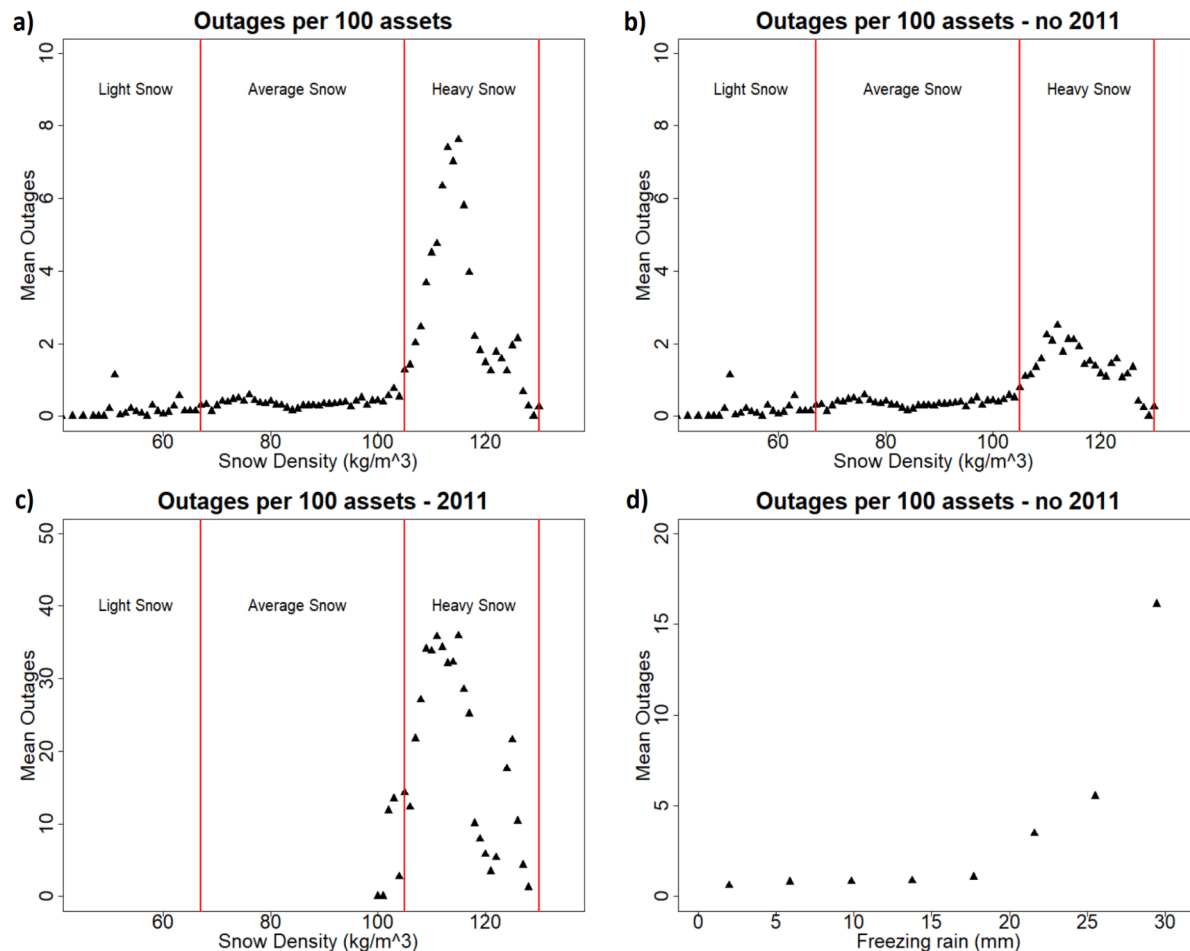 a)
Outages per 100 assets
Mean Outages
10
8
6
4
2
0
Light Snow
Average Snow
Heavy Snow
60
80
100
120
Snow Density (kg/m^3)
b)
Outages per 100 assets - no 2011
Mean Outages
10
8
6
4
2
0
Light Snow
Average Snow
Heavy Snow
60
80
100
120
Snow Density (kg/m^3)
c)
Outages per 100 assets - 2011
Mean Outages
50
40
30
20
10
0
Light Snow
Average Snow
Heavy Snow
60
80
100
120
Snow Density (kg/m^3)
d)
Outages per 100 assets - no 2011
Mean Outages
20
15
10
5
0
0
5
10
15
20
25
30
Freezing rain (mm)